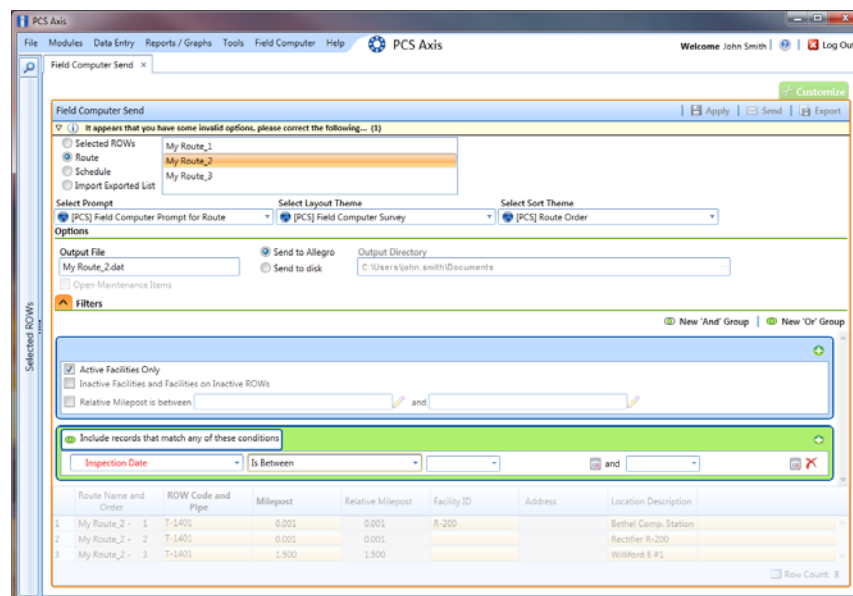 PCS Axis
File Modules Data Entry Reports / Graphs Tools Field Computer Help PCS Axis Welcome John Smith | | Log Out
Field Computer Send ×
Customize
Field Computer Send | Apply | Send | Export
It appears that you have some invalid options, please correct the following... (1)
Selected ROWs
Route
Schedule
Import Exported List
My Route_1
My Route_2
My Route_3
Select Prompt Select Layout Theme Select Sort Theme
[PCS] Field Computer Prompt for Route [PCS] Field Computer Survey [PCS] Route Order
Options
Output File Send to Allegro Output Directory
My Route_2.dat Send to disk C:\Users\john.smith\Documents
Open Maintenance Items
Filters
Selected ROWs
New 'And' Group | New 'Or' Group
Active Facilities Only
Inactive Facilities and Facilities on Inactive ROWs
Relative Milepost is between and
Include records that match any of these conditions
Inspection Date Is Between and
Route Name and Order ROW Code and Pipe Milepost Relative Milepost Facility ID Address Location Description
1 My Route_2 - 1 T-1401 0.001 0.001 R-200 Bethel Comp. Station
2 My Route_2 - 2 T-1401 0.001 0.001 Rectifier R-200
3 My Route_2 - 3 T-1401 1.500 1.500 Williford E #1
Row Count: 8